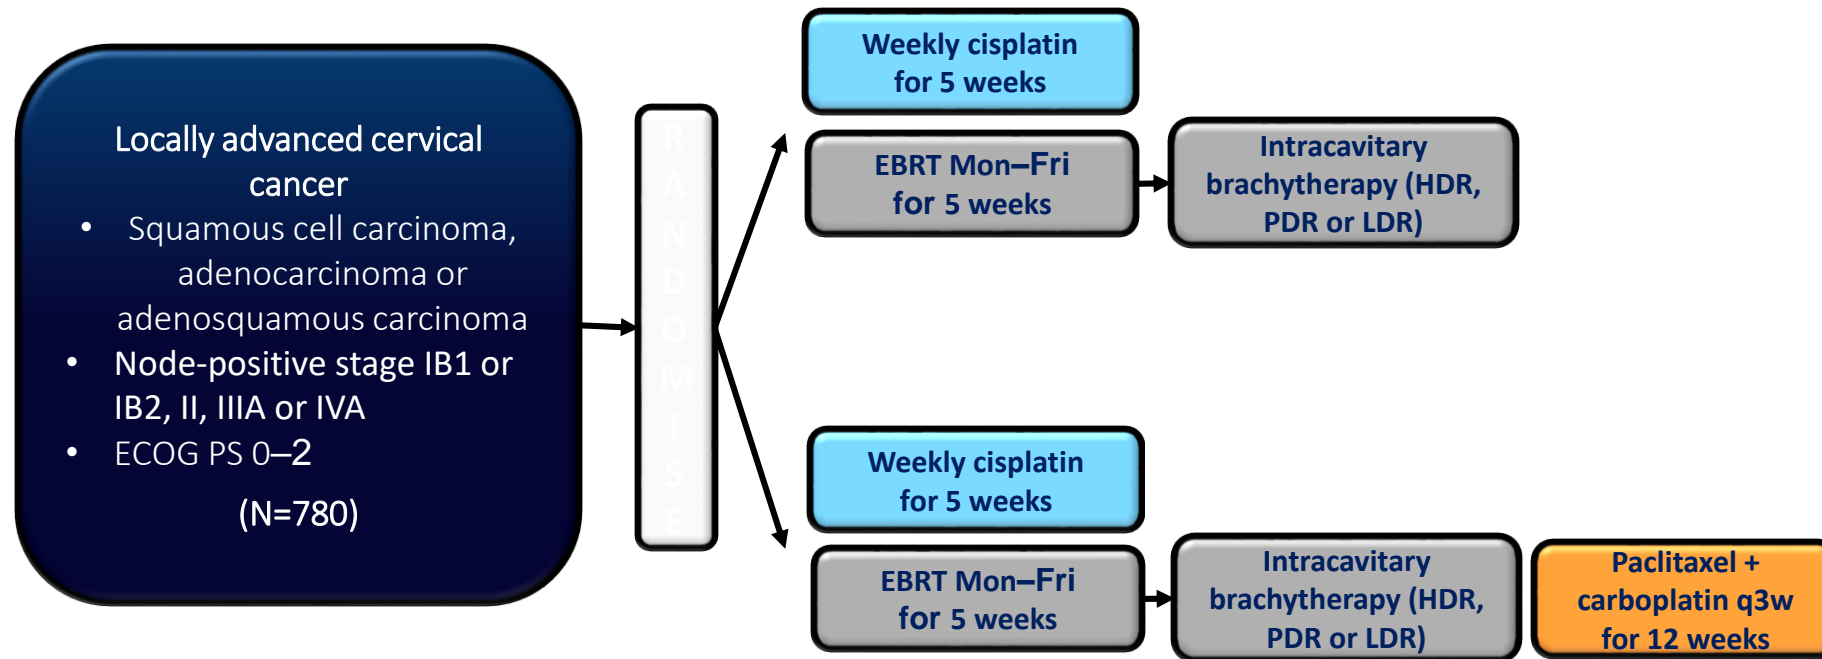 Locally advanced cervical
cancer
• Squamous cell carcinoma,
adenocarcinoma or
adenosquamous carcinoma
• Node-positive stage IB1 or
IB2, II, IIIA or IVA
• ECOG PS 0–2
(N=780)
R
A
N
D
O
M
I
S
E
Weekly cisplatin
for 5 weeks
EBRT Mon–Fri
for 5 weeks
Intracavitary
brachytherapy (HDR,
PDR or LDR)
Weekly cisplatin
for 5 weeks
EBRT Mon–Fri
for 5 weeks
Intracavitary
brachytherapy (HDR,
PDR or LDR)
Paclitaxel +
carboplatin q3w
for 12 weeks